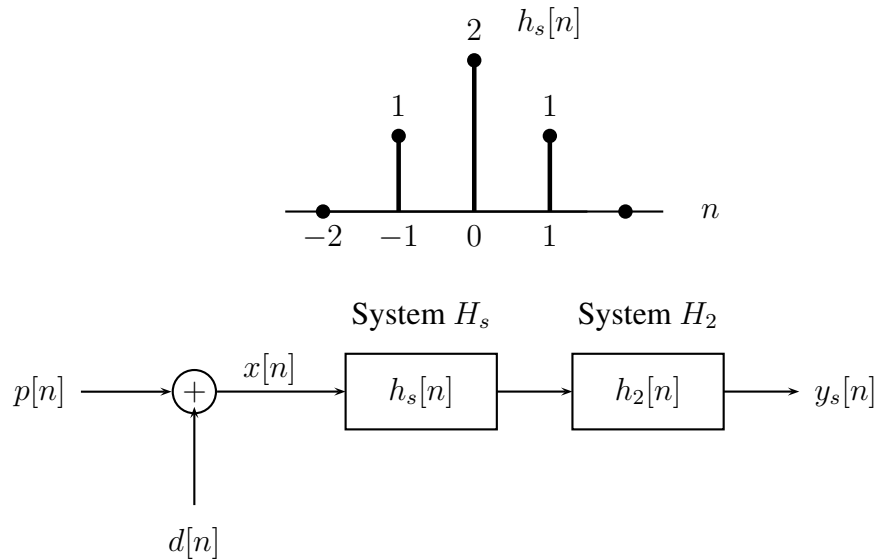 2 h_s[n]
1 1
n
−2 −1 0 1
System H_s System H_2
p[n] + x[n] h_s[n] h_2[n] y_s[n]
d[n]